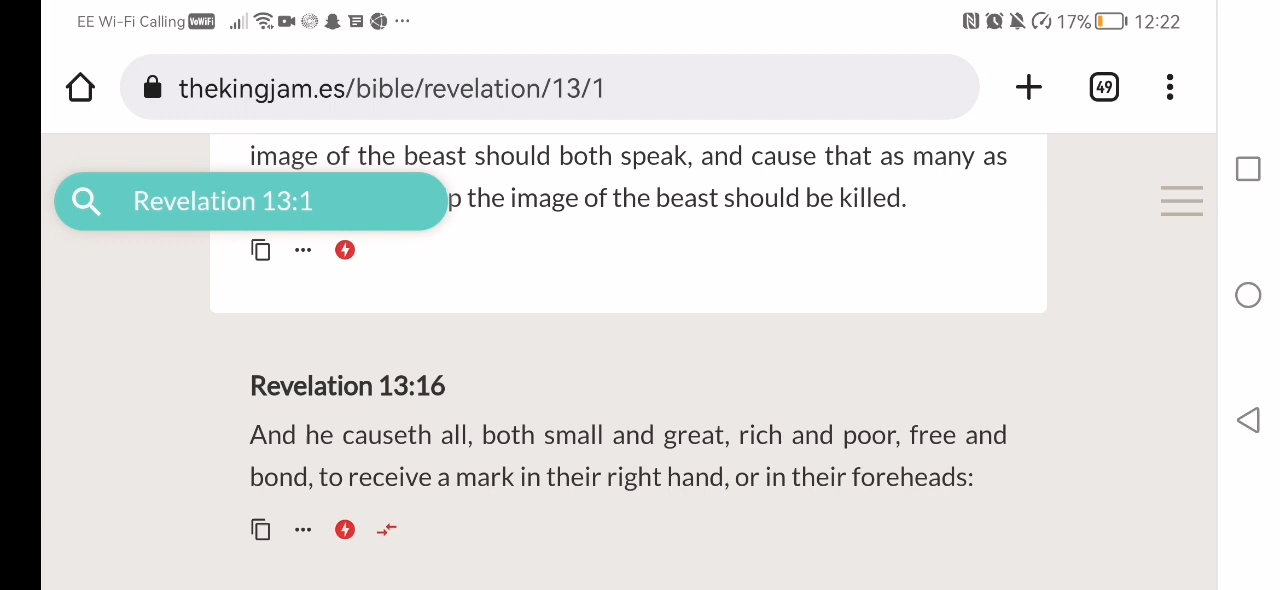 EE Wi-Fi Calling VoWiFi 17% 12:22
thekingjam.es/bible/revelation/13/1 49
image of the beast should both speak, and cause that as many as
Revelation 13:1
p the image of the beast should be killed.
Revelation 13:16
And he causeth all, both small and great, rich and poor, free and
bond, to receive a mark in their right hand, or in their foreheads: